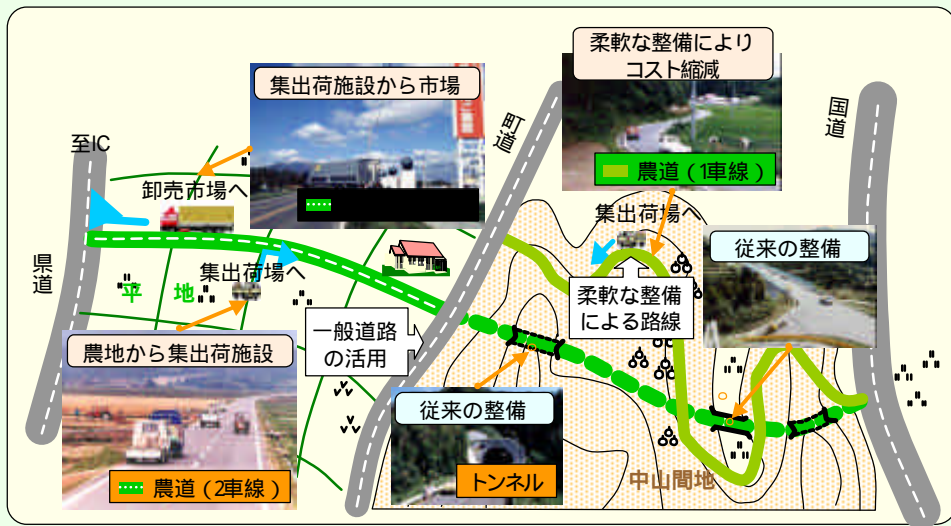 柔軟な整備により
コスト縮減
集出荷施設から市場
町道
国道
至IC
農道（1車線）
卸売市場へ
集出荷場へ
従来の整備
県道
集出荷場へ
平 地
柔軟な整備
による路線
一般道路
の活用
農地から集出荷施設
従来の整備
トンネル
中山間地
農道（2車線）